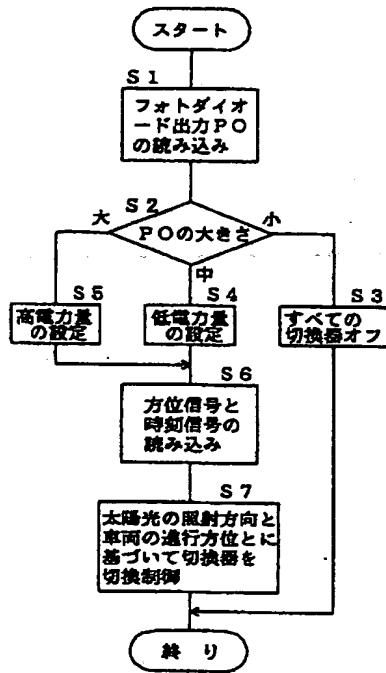 スタート
S1
フォトダイオ
ード出力PO
の読み込み
S2
大
小
POの大きさ
中
S5
S4
S3
高電力量
の設定
低電力量
の設定
すべての
切換器オフ
S6
方位信号と
時刻信号の
読み込み
S7
太陽光の照射方向と
車両の進行方位とに
基づいて切換器を
切換制御
終り